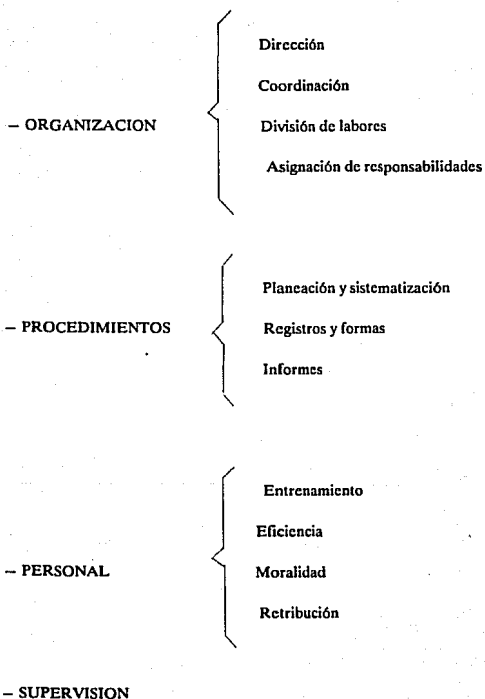 – ORGANIZACION
Dirección
Coordinación
División de labores
Asignación de responsabilidades
– PROCEDIMIENTOS
Planeación y sistematización
Registros y formas
Informes
– PERSONAL
Entrenamiento
Eficiencia
Moralidad
Retribución
– SUPERVISION